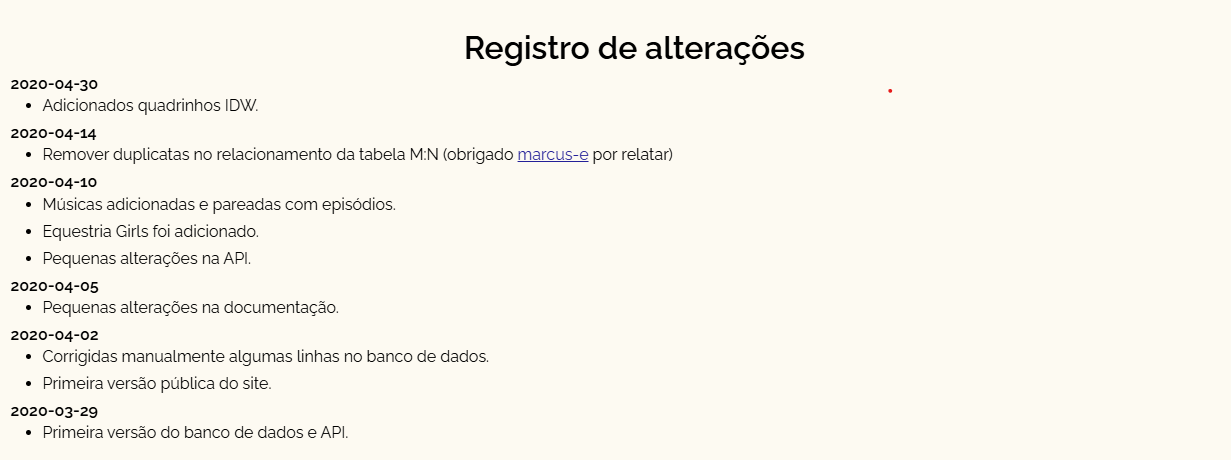 Registro de alterações
2020-04-30
• Adicionados quadrinhos IDW.
2020-04-14
• Remover duplicatas no relacionamento da tabela M:N (obrigado marcus-e por relatar)
2020-04-10
• Músicas adicionadas e pareadas com episódios.
• Equestria Girls foi adicionado.
• Pequenas alterações na API.
2020-04-05
• Pequenas alterações na documentação.
2020-04-02
• Corrigidas manualmente algumas linhas no banco de dados.
• Primeira versão pública do site.
2020-03-29
• Primeira versão do banco de dados e API.